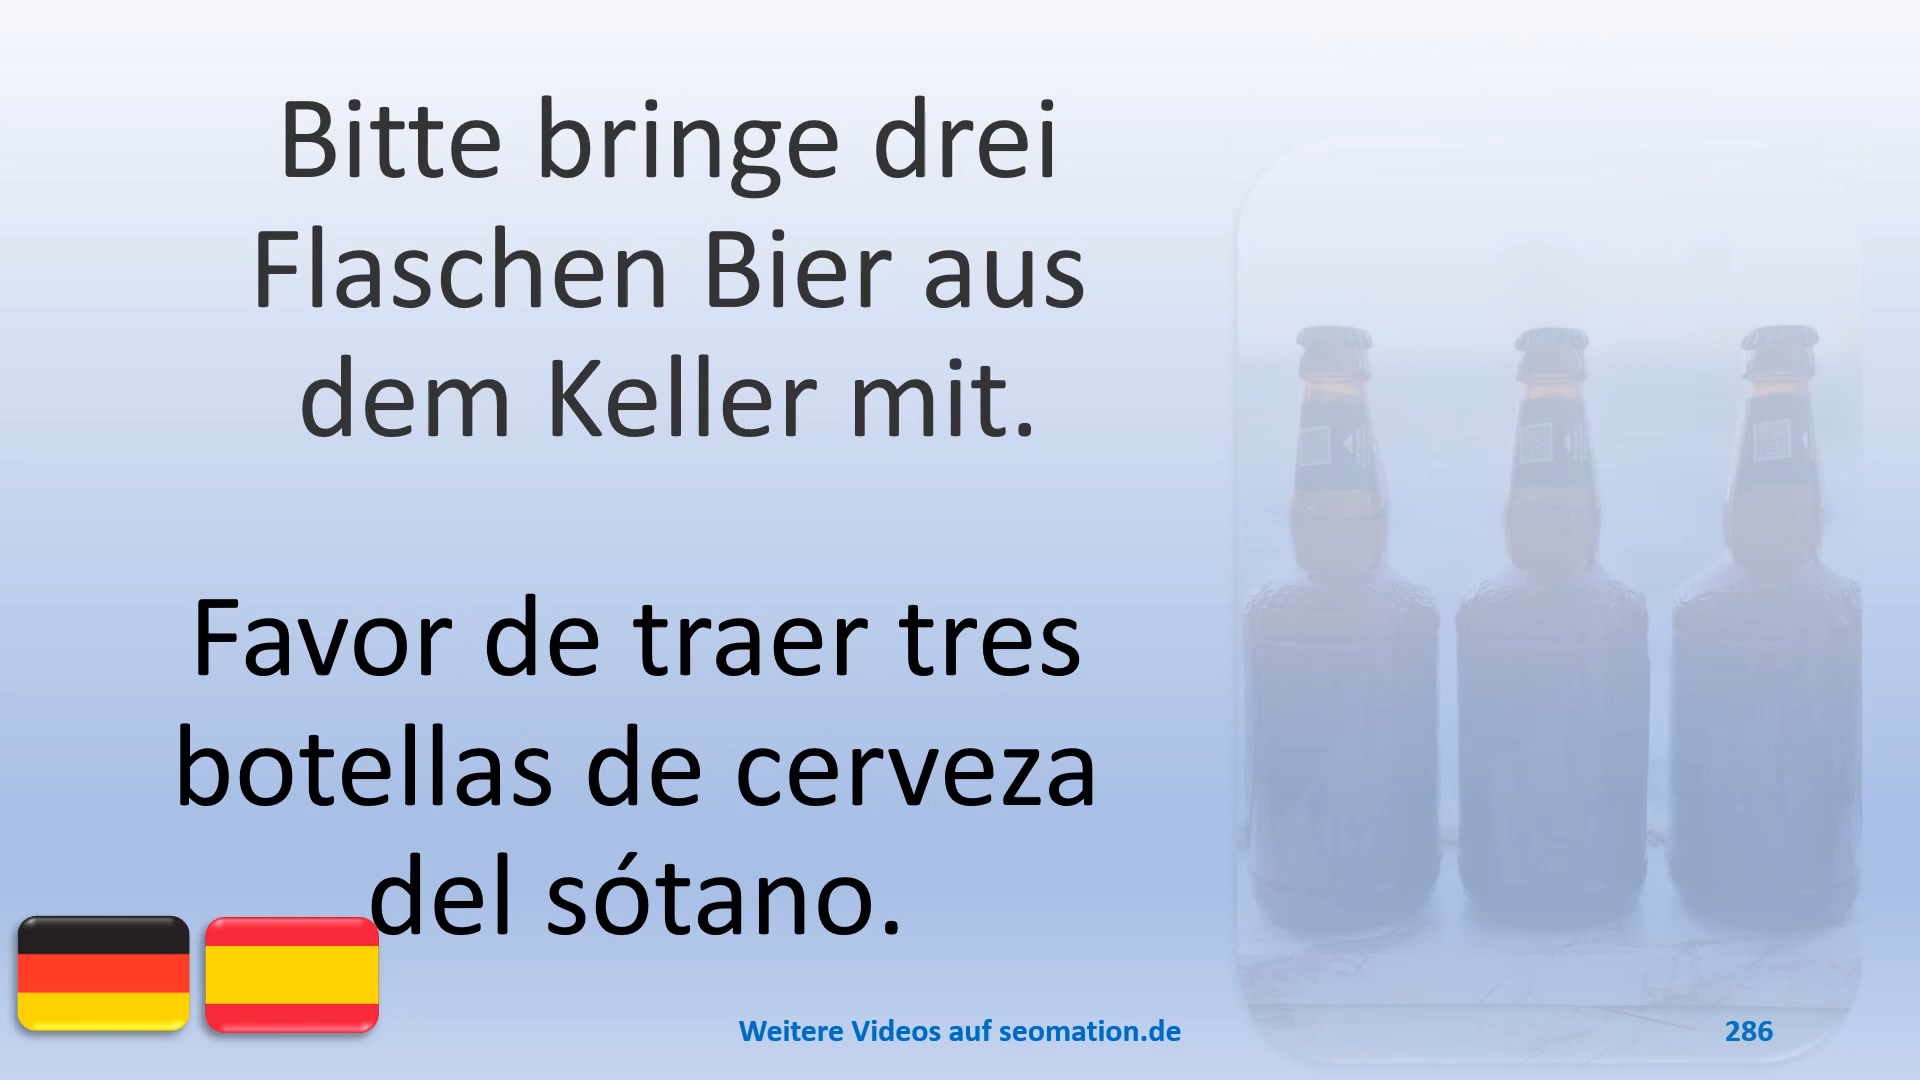 Bitte bringe drei
Flaschen Bier aus
dem Keller mit.
Favor de traer tres
botellas de cerveza
del sótano.
Weitere Videos auf seomation.de
286